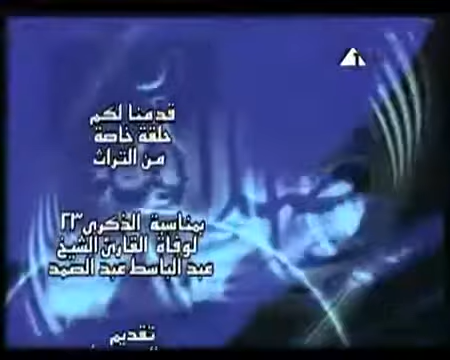 قدمنا لكم
حلقة خاصة
من التراث
بمناسبة الذكرى ٢٣
لوفاة القارئ الشيخ
عبد الباسط عبد الصمد
تقديم